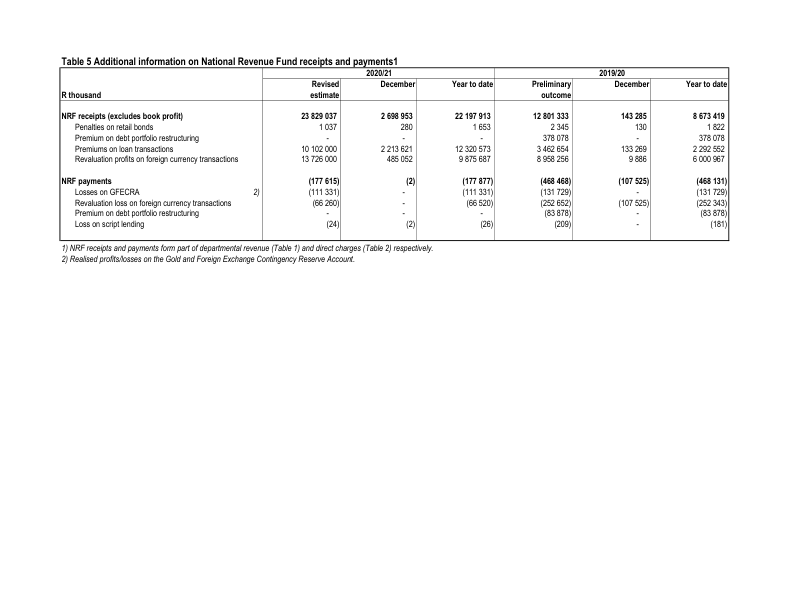 Table 5 Additional information on National Revenue Fund receipts and payments1
2020/21 2019/20
Revised December Year to date Preliminary December Year to date
R thousand estimate outcome
NRF receipts (excludes book profit) 23 829 037 2 698 953 22 197 913 12 801 333 143 285 8 673 419
Penalties on retail bonds 1 037 280 1 653 2 345 130 1 822
Premium on debt portfolio restructuring - - - 378 078 - 378 078
Premiums on loan transactions 10 102 000 2 213 621 12 320 573 3 462 654 133 269 2 292 552
Revaluation profits on foreign currency transactions 13 726 000 485 052 9 875 687 8 958 256 9 886 6 000 967
NRF payments (177 615) (2) (177 877) (468 468) (107 525) (468 131)
Losses on GFECRA 2) (111 331) - (111 331) (131 729) - (131 729)
Revaluation loss on foreign currency transactions (66 260) - (66 520) (252 652) (107 525) (252 343)
Premium on debt portfolio restructuring - - - (83 878) - (83 878)
Loss on script lending (24) (2) (26) (209) - (181)
1) NRF receipts and payments form part of departmental revenue (Table 1) and direct charges (Table 2) respectively.
2) Realised profits/losses on the Gold and Foreign Exchange Contingency Reserve Account.